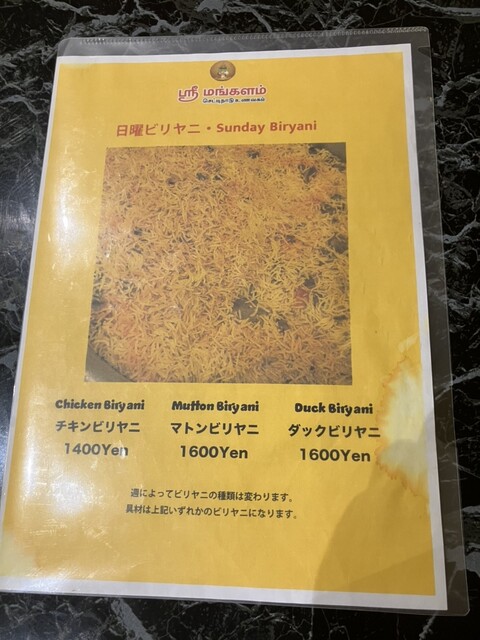 ஸ்ரீ மங்களம்
செட்டிநாடு உணவகம்
日曜ビリヤニ・Sunday Biryani
Chicken Biryani
チキンビリヤニ
1400Yen
Mutton Biryani
マトンビリヤニ
1600Yen
Duck Biryani
ダックビリヤニ
1600Yen
週によってビリヤニの種類は変わります。
具材は上記いずれかのビリヤニになります。